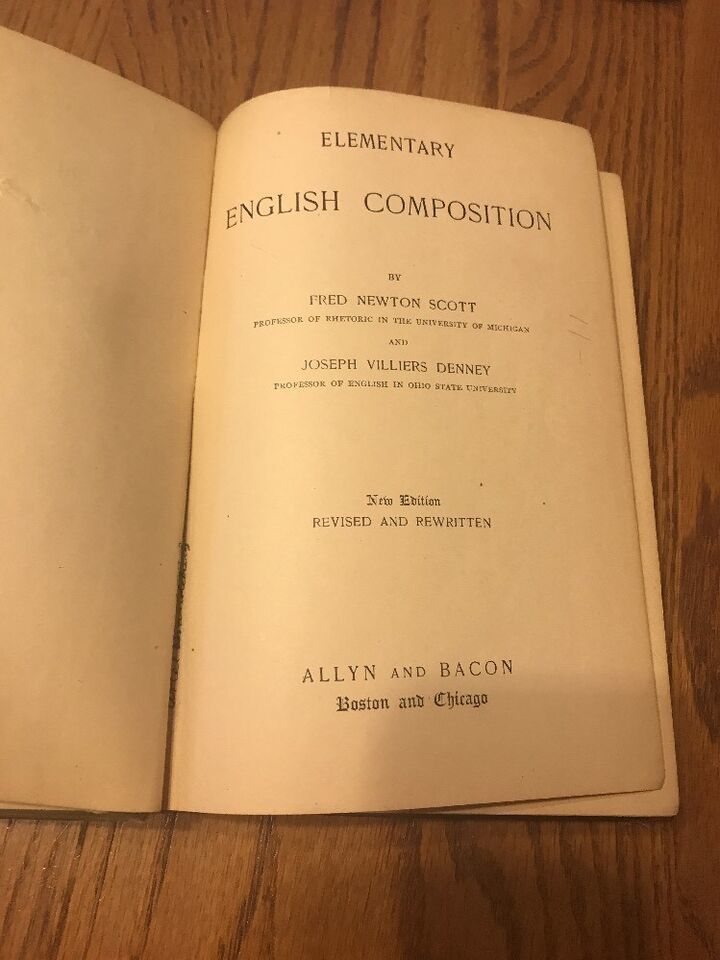 ELEMENTARY
ENGLISH COMPOSITION
BY
FRED NEWTON SCOTT
PROFESSOR OF RHETORIC IN THE UNIVERSITY OF MICHIGAN
AND
JOSEPH VILLIERS DENNEY
PROFESSOR OF ENGLISH IN OHIO STATE UNIVERSITY
New Edition
REVISED AND REWRITTEN
ALLYN AND BACON
Boston and Chicago